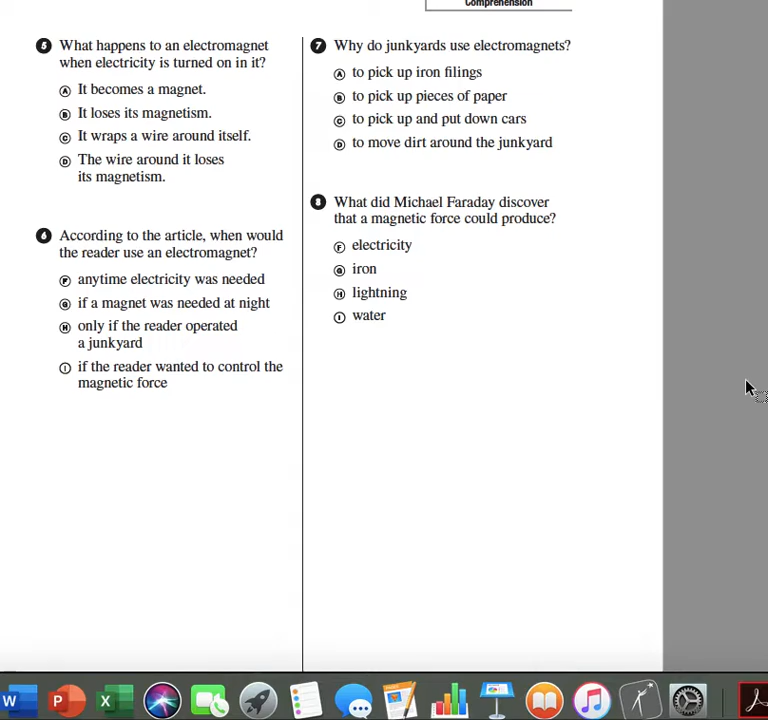 Comprehension
5 What happens to an electromagnet
when electricity is turned on in it?
A It becomes a magnet.
B It loses its magnetism.
C It wraps a wire around itself.
D The wire around it loses
its magnetism.
6 According to the article, when would
the reader use an electromagnet?
F anytime electricity was needed
G if a magnet was needed at night
H only if the reader operated
a junkyard
I if the reader wanted to control the
magnetic force
7 Why do junkyards use electromagnets?
A to pick up iron filings
B to pick up pieces of paper
C to pick up and put down cars
D to move dirt around the junkyard
8 What did Michael Faraday discover
that a magnetic force could produce?
F electricity
G iron
H lightning
I water
W
P
X